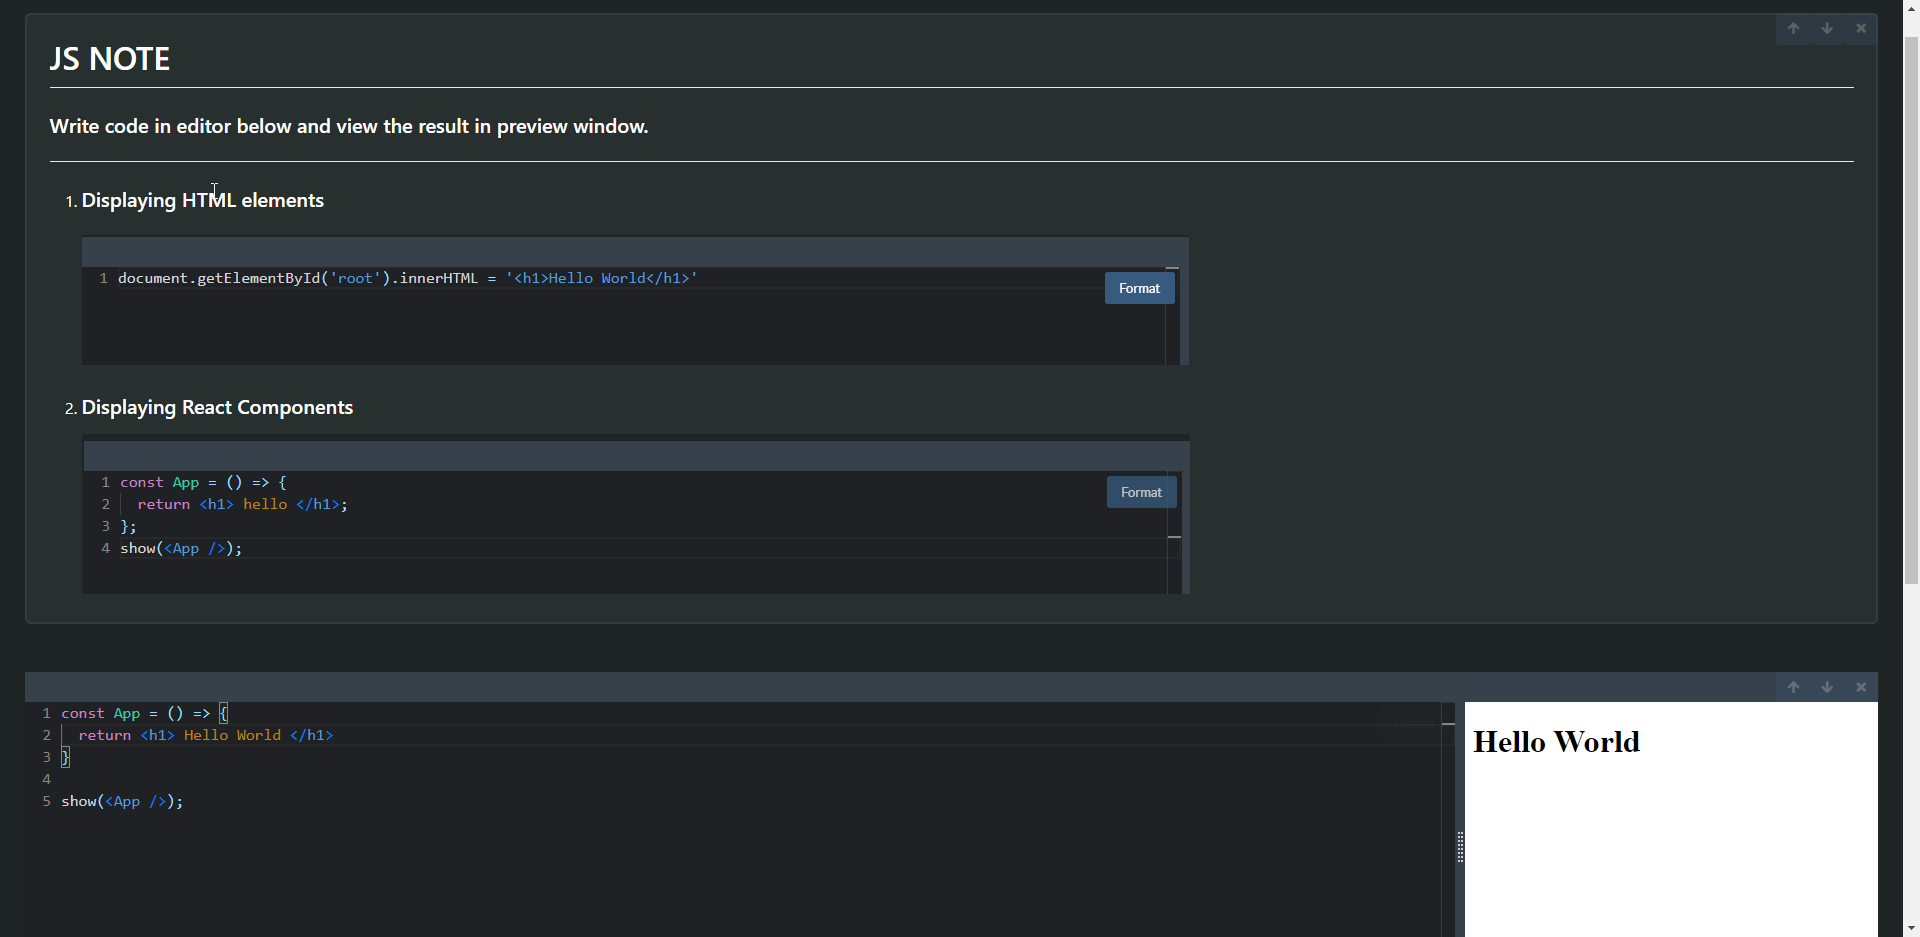 JS NOTE
Write code in editor below and view the result in preview window.
1. Displaying HTML elements
1 document.getElementById('root').innerHTML = '<h1>Hello World</h1>'
Format
2. Displaying React Components
1 const App = () => {
2   return <h1> hello </h1>;
3 };
4 show(<App />);
Format
1 const App = () => {
2   return <h1> Hello World </h1>
3 }
4
5 show(<App />);
Hello World